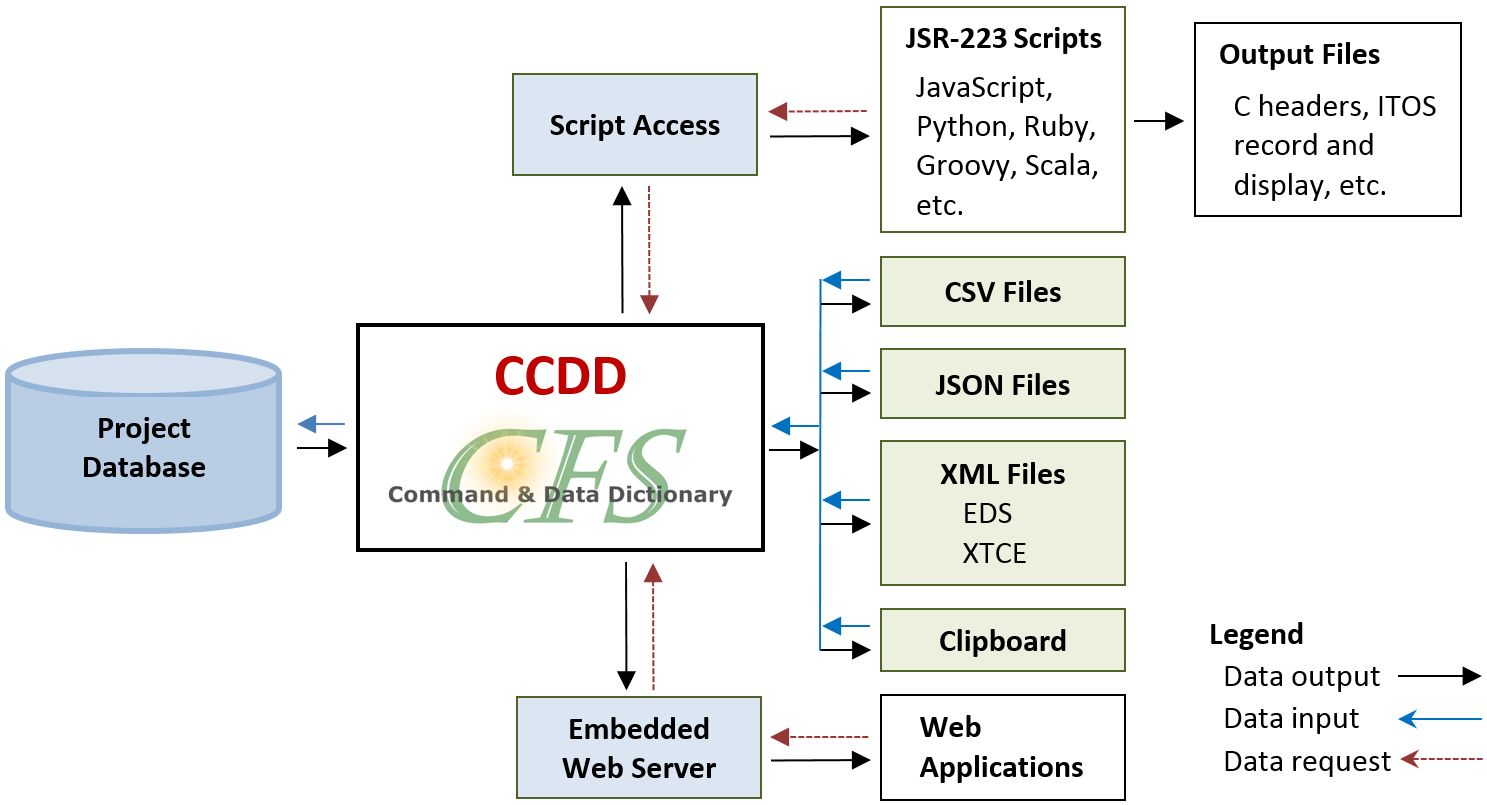 JSR-223 Scripts
JavaScript,
Python, Ruby,
Groovy, Scala,
etc.
Output Files
C headers, ITOS
record and
display, etc.
Script Access
CSV Files
JSON Files
XML Files
EDS
XTCE
Clipboard
Project
Database
CCDD
CFS
Command & Data Dictionary
Embedded
Web Server
Web
Applications
Legend
Data output
Data input
Data request